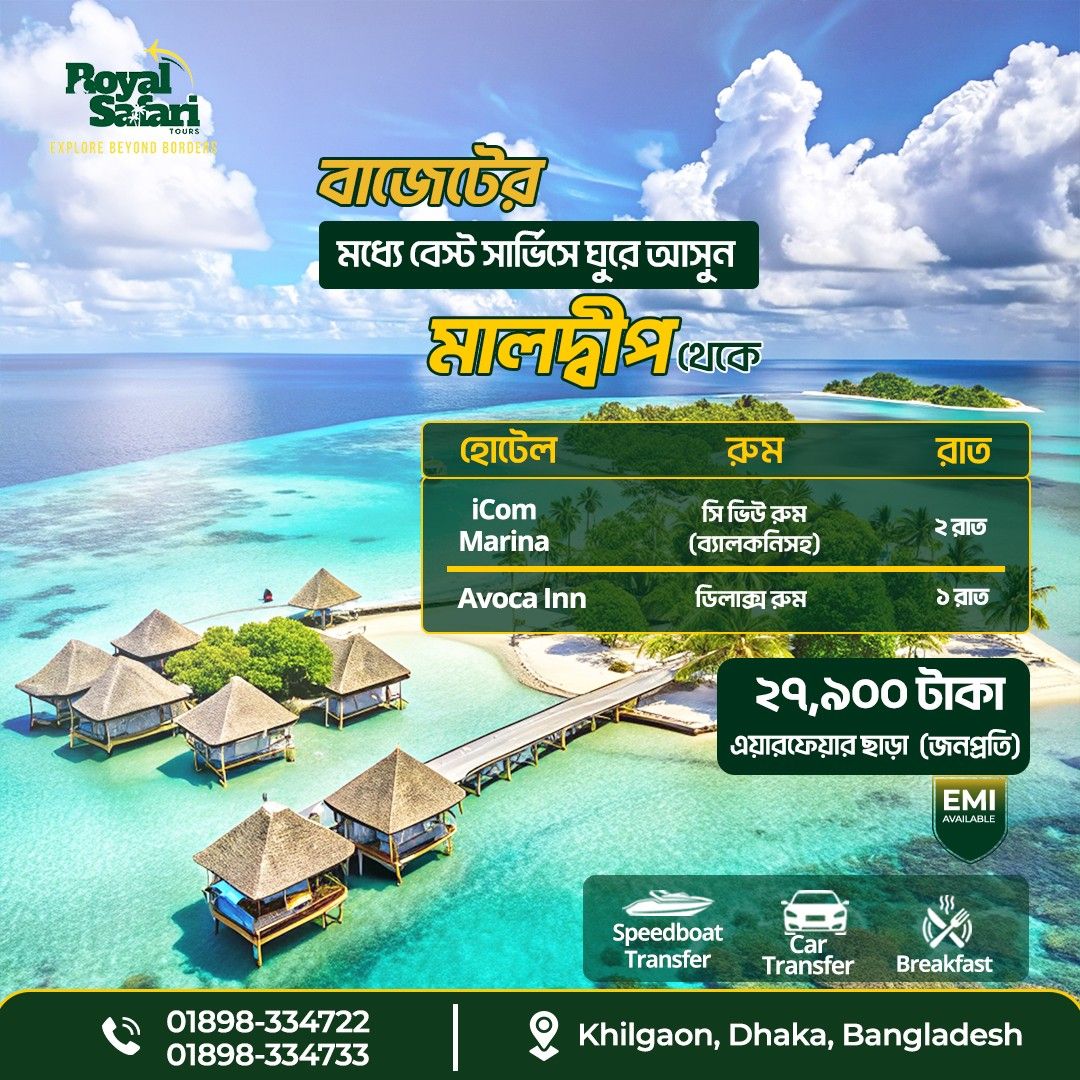 Royal
Safari
TOURS
EXPLORE BEYOND BORDERS
বাজেটের
মধ্যে বেস্ট সার্ভিসে ঘুরে আসুন
মালদ্বীপ থেকে
হোটেল রুম রাত
iCom Marina সি ভিউ রুম (ব্যালকনিসহ) ২ রাত
Avoca Inn ডিলাক্স রুম ১ রাত
২৭,৯০০ টাকা
এয়ারফেয়ার ছাড়া (জনপ্রতি)
EMI
AVAILABLE
Speedboat Transfer
Car Transfer
Breakfast
01898-334722
01898-334733
Khilgaon, Dhaka, Bangladesh